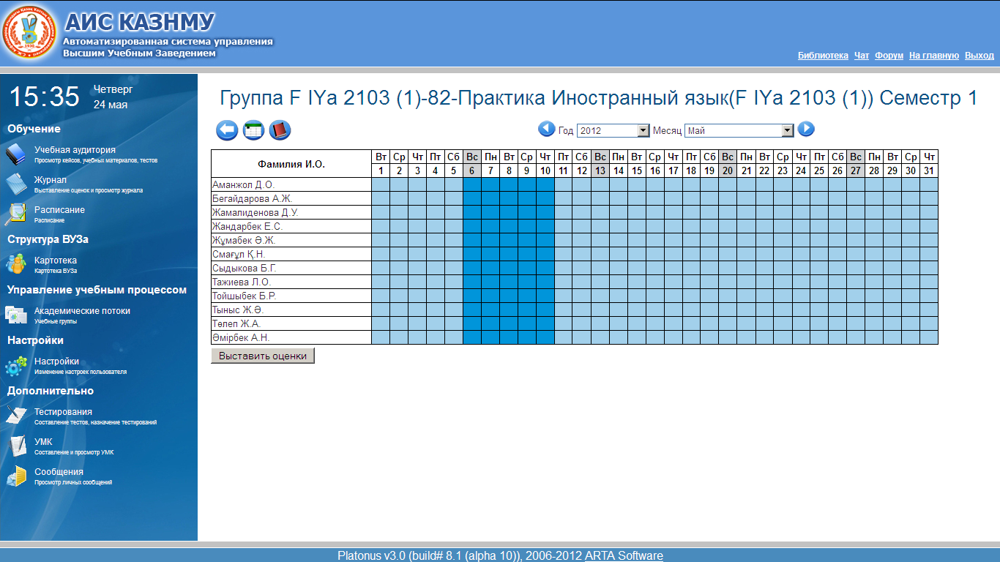 АИС КАЗНМУ
Автоматизированная система управления
Высшим Учебным Заведением
Библиотека Чат Форум На главную Выход
15:35
Четверг
24 мая
Обучение
Учебная аудитория
Просмотр кейсов, учебных материалов, тестов
Журнал
Выставление оценок и просмотр журнала
Расписание
Расписание
Структура ВУЗа
Картотека
Картотека ВУЗа
Управление учебным процессом
Академические потоки
Учебные группы
Настройки
Настройки
Изменение настроек пользователя
Дополнительно
Тестирования
Составление тестов, назначение тестирований
УМК
Составление и просмотр УМК
Сообщения
Просмотр личных сообщений
Группа F IYa 2103 (1)-82-Практика Иностранный язык(F IYa 2103 (1)) Семестр 1
Год 2012 Месяц Май
Фамилия И.О.
Вт Ср Чт Пт Сб Вс Пн Вт Ср Чт Пт Сб Вс Пн Вт Ср Чт Пт Сб Вс Пн Вт Ср Чт Пт Сб Вс Пн Вт Ср Чт
1 2 3 4 5 6 7 8 9 10 11 12 13 14 15 16 17 18 19 20 21 22 23 24 25 26 27 28 29 30 31
Аманжол Д.О.
Бегайдарова А.Ж.
Жамалиденова Д.У.
Жандарбек Е.С.
Жұмабек Ә.Ж.
Смағұл Қ.Н.
Сыдыкова Б.Г.
Тажиева Л.О.
Тойшыбек Б.Р.
Тыныс Ж.Ә.
Төлеп Ж.А.
Әмірбек А.Н.
Выставить оценки
Platonus v3.0 (build# 8.1 (alpha 10)), 2006-2012 ARTA Software